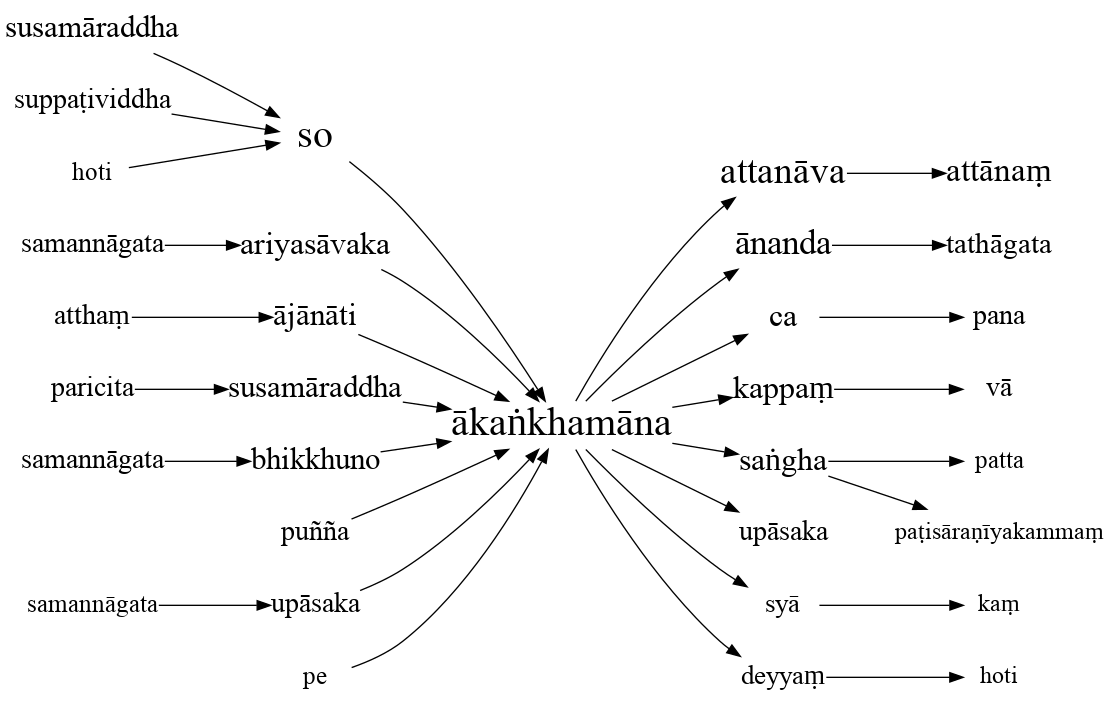 susamāraddha
suppaṭividdha
so
hoti
attanāva attānaṃ
samannāgata ariyasāvaka ānanda tathāgata
atthaṃ ājānāti ca pana
paricita susamāraddha kappaṃ vā
ākaṅkhamāna
samannāgata bhikkhuno saṅgha patta
puñña upāsaka paṭisāraṇīyakammaṃ
samannāgata upāsaka syā kaṃ
pe deyyaṃ hoti